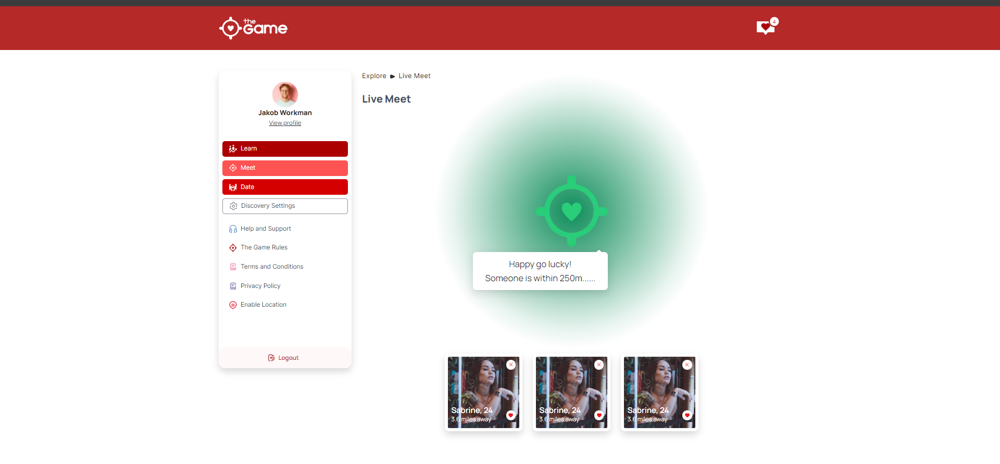 the
Game
4
Jakob Workman
View profile
Learn
Meet
Date
Discovery Settings
Help and Support
The Game Rules
Terms and Conditions
Privacy Policy
Enable Location
Logout
Explore Live Meet
Live Meet
Happy go lucky!
Someone is within 250m......
Sabrine, 24
3.6 miles away
Sabrine, 24
3.6 miles away
Sabrine, 24
3.6 miles away